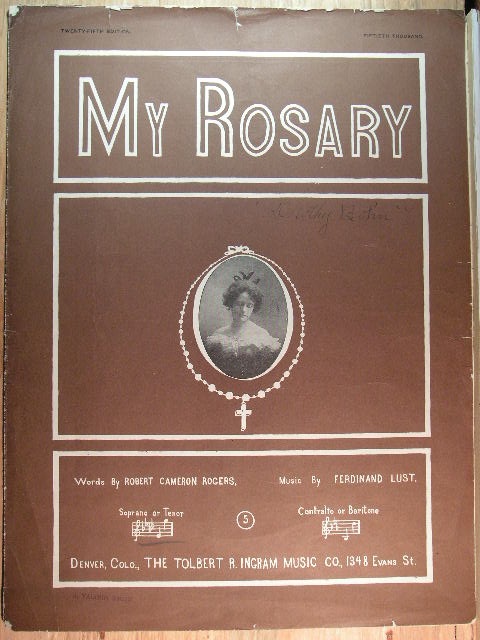 TWENTY-FIFTH EDITION.
FIFTIETH THOUSAND.
MY ROSARY
Words By ROBERT CAMERON ROGERS.
Music By FERDINAND LUST.
Soprano or Tenor
Contralto or Baritone
5
DENVER, COLO., THE TOLBERT R. INGRAM MUSIC CO., 1348 EVANS ST.